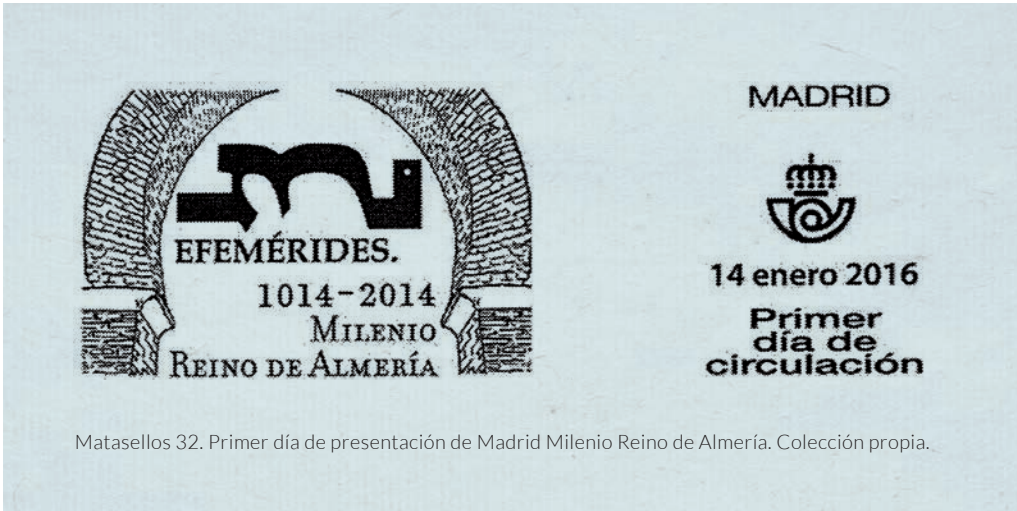 EFEMÉRIDES.
1014-2014
MILENIO
REINO DE ALMERÍA
MADRID
14 enero 2016
Primer
día de
circulación
Matasellos 32. Primer día de presentación de Madrid Milenio Reino de Almería. Colección propia.